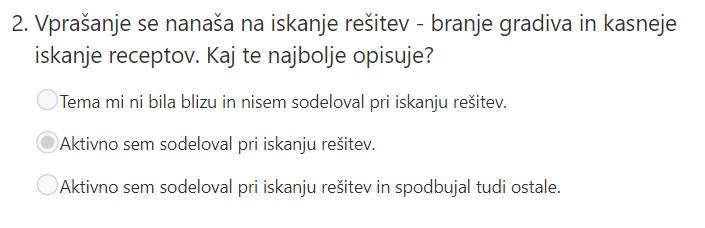 2. Vprašanje se nanaša na iskanje rešitev - branje gradiva in kasneje
iskanje receptov. Kaj te najbolje opisuje?
Tema mi ni bila blizu in nisem sodeloval pri iskanju rešitev.
Aktivno sem sodeloval pri iskanju rešitev.
Aktivno sem sodeloval pri iskanju rešitev in spodbujal tudi ostale.